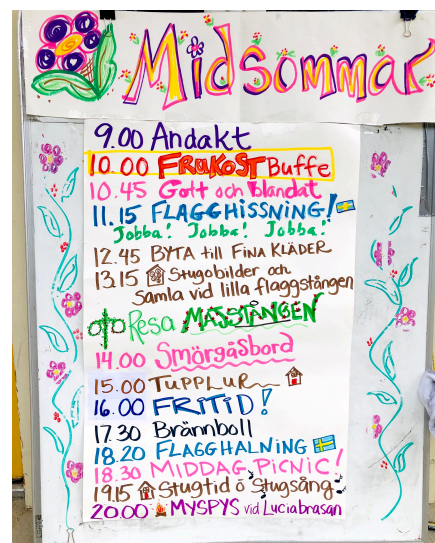 Midsommar
9.00 Andakt
10.00 FRUKOST Buffe
10.45 Gott och blandat
11.15 FLAGGHISSNING!
Jobba! Jobba! Jobba!
12.45 BYTA till FINA KLÄDER
13.15 Stugobilder och
Samla vid lilla flaggstången
Resa MAJSTÅNGEN
14.00 Smörgåsbord
15.00 TUPPLUR
16.00 FRITID!
17.30 Brännboll
18.20 FLAGGHALNING
18.30 MIDDAG PICNIC!
19.15 Stugtid ö Stugsång
20.00 MYSPYS vid Luciabrasan